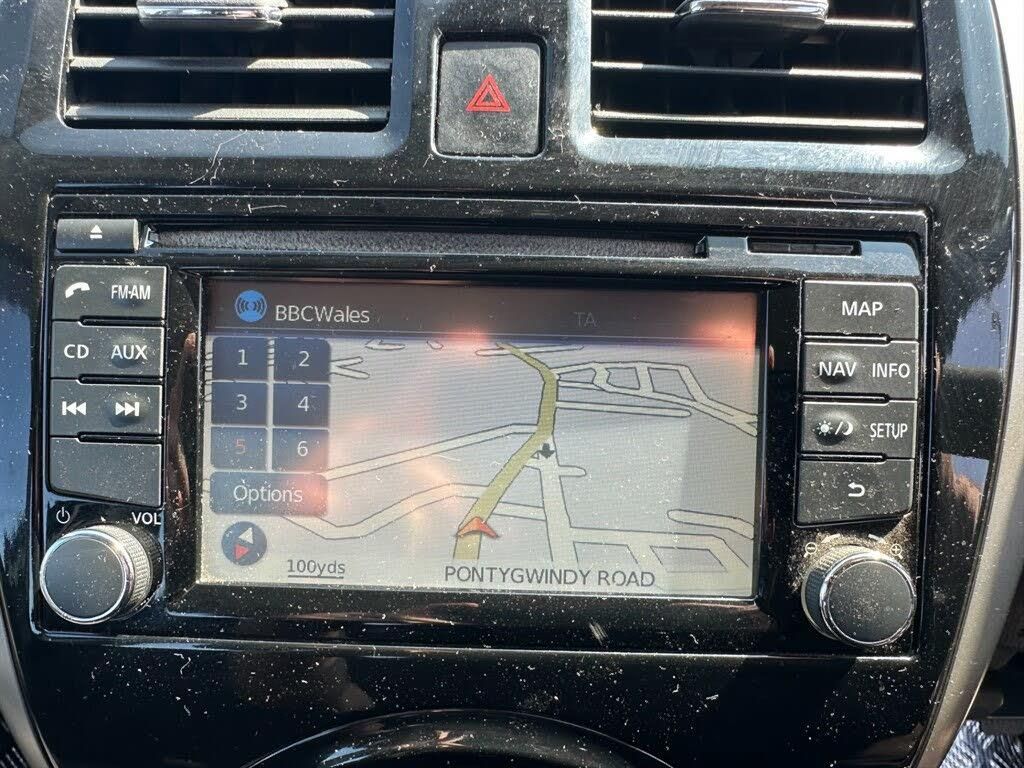 FM·AM
CD AUX
VOL
BBCWales
TA
1 2
3 4
5 6
Options
100yds
PONTYGWINDY ROAD
MAP
NAV INFO
SETUP